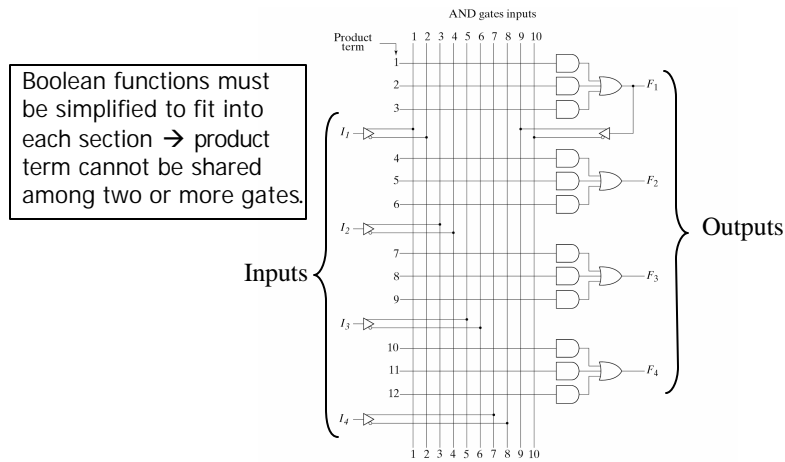 AND gates inputs
Product
term
1 2 3 4 5 6 7 8 9 10
1
2
3
F1
Boolean functions must
be simplified to fit into
each section → product
term cannot be shared
among two or more gates.
I1
4
5
6
F2
I2
7
8
9
F3
Inputs
Outputs
I3
10
11
12
F4
I4
1 2 3 4 5 6 7 8 9 10